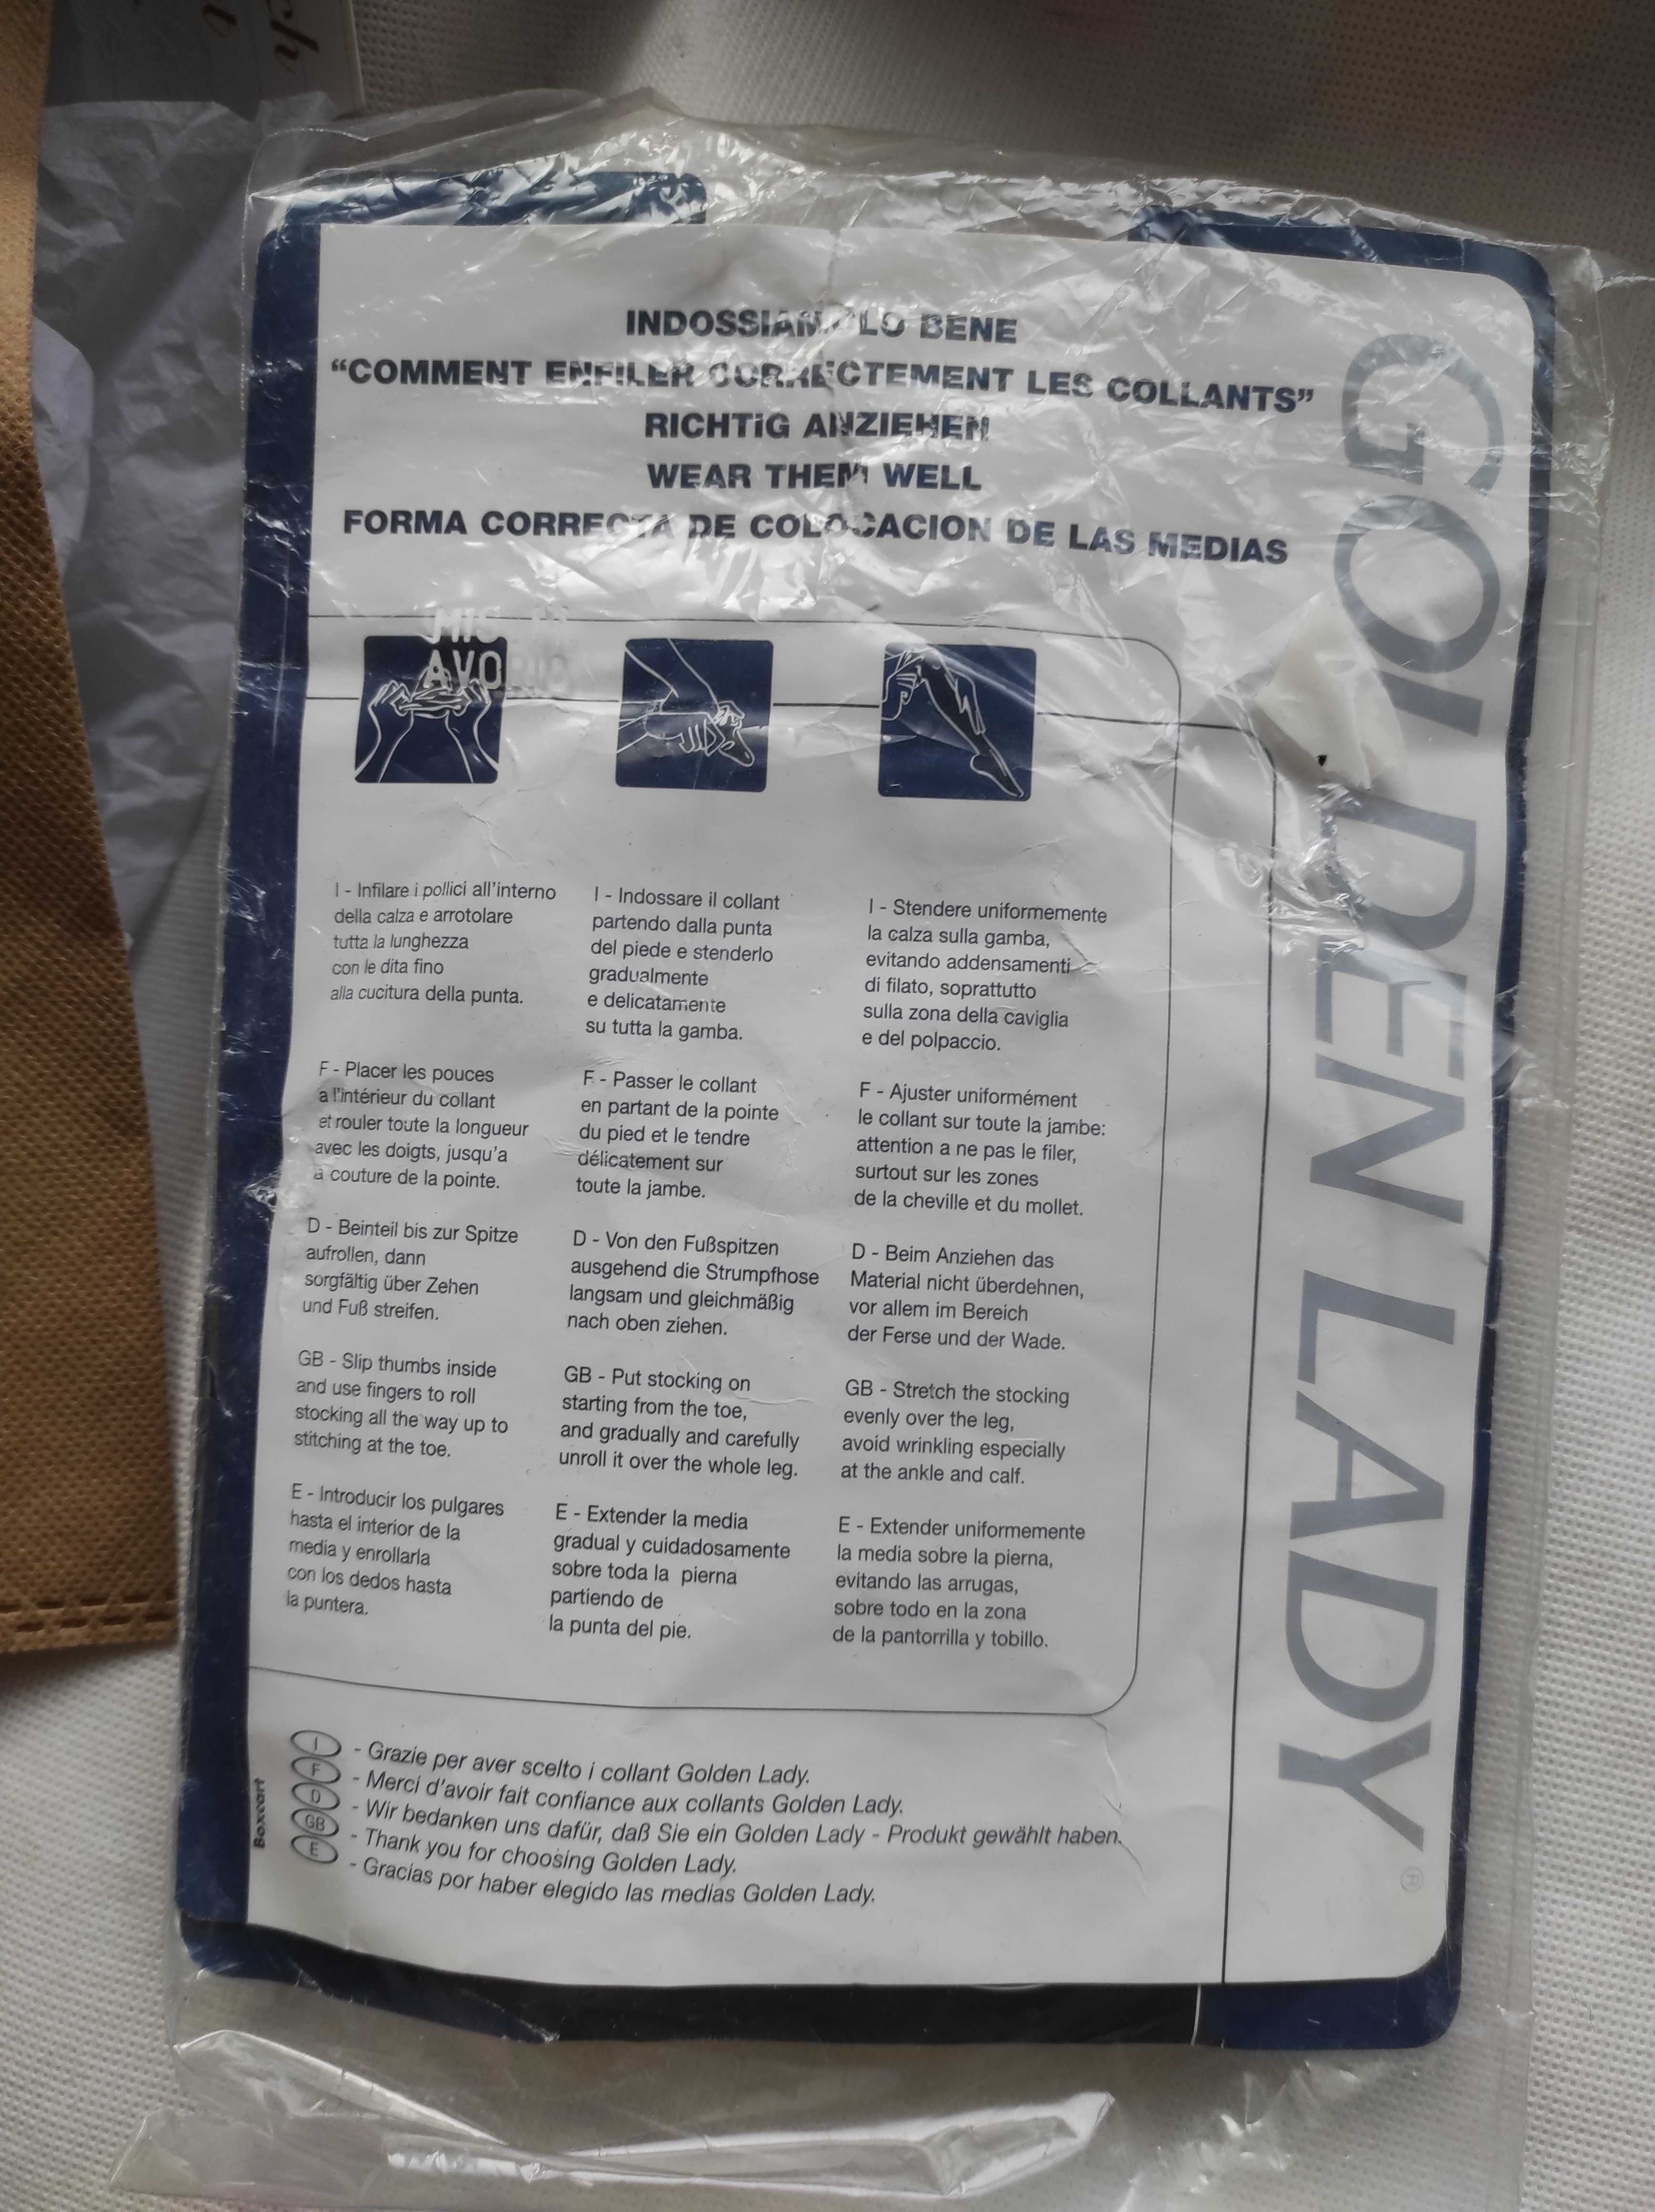 ch
t
INDOSSIAMOLO BENE
“COMMENT ENFILER CORRECTEMENT LES COLLANTS”
RICHTiG ANZIEHEN
WEAR THEM WELL
FORMA CORRECTA DE COLOCACION DE LAS MEDIAS
AVORIO
I - Infilare i pollici all'interno
della calza e arrotolare
tutta la lunghezza
con le dita fino
alla cucitura della punta.
I - Indossare il collant
partendo dalla punta
del piede e stenderlo
gradualmente
e delicatamente
su tutta la gamba.
I - Stendere uniformemente
la calza sulla gamba,
evitando addensamenti
di filato, soprattutto
sulla zona della caviglia
e del polpaccio.
F - Placer les pouces
a l'intérieur du collant
et rouler toute la longueur
avec les doigts, jusqu'a
a couture de la pointe.
F - Passer le collant
en partant de la pointe
du pied et le tendre
délicatement sur
toute la jambe.
F - Ajuster uniformément
le collant sur toute la jambe:
attention a ne pas le filer,
surtout sur les zones
de la cheville et du mollet.
D - Beinteil bis zur Spitze
aufrollen, dann
sorgfältig über Zehen
und Fuß streifen.
D - Von den Fußspitzen
ausgehend die Strumpfhose
langsam und gleichmäßig
nach oben ziehen.
D - Beim Anziehen das
Material nicht überdehnen,
vor allem im Bereich
der Ferse und der Wade.
GB - Slip thumbs inside
and use fingers to roll
stocking all the way up to
stitching at the toe.
GB - Put stocking on
starting from the toe,
and gradually and carefully
unroll it over the whole leg.
GB - Stretch the stocking
evenly over the leg,
avoid wrinkling especially
at the ankle and calf.
E - Introducir los pulgares
hasta el interior de la
media y enrollarla
con los dedos hasta
la puntera.
E - Extender la media
gradual y cuidadosamente
sobre toda la pierna
partiendo de
la punta del pie.
E - Extender uniformemente
la media sobre la pierna,
evitando las arrugas,
sobre todo en la zona
de la pantorrilla y tobillo.
I - Grazie per aver scelto i collant Golden Lady.
F - Merci d'avoir fait confiance aux collants Golden Lady.
D - Wir bedanken uns dafür, daß Sie ein Golden Lady - Produkt gewählt haben.
GB - Thank you for choosing Golden Lady.
E - Gracias por haber elegido las medias Golden Lady.
Boxcart
GOLDEN LADY®